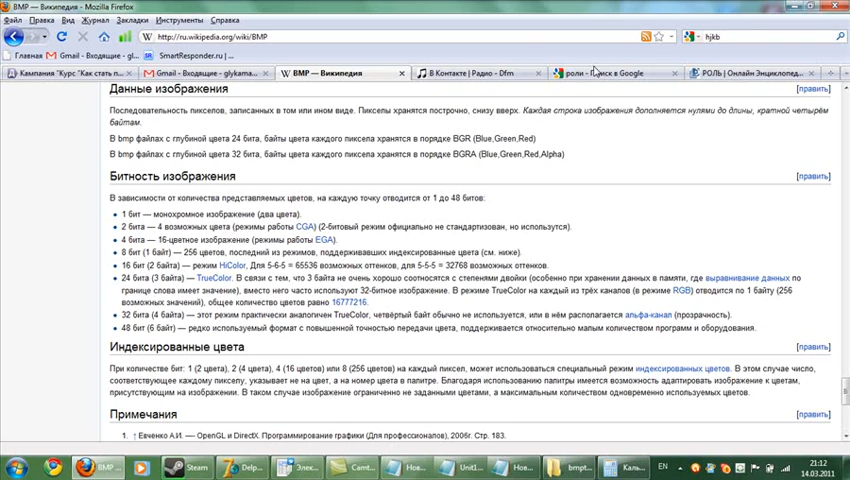 BMP — Википедия - Mozilla Firefox
Файл Правка Вид Журнал Закладки Инструменты Справка
http://ru.wikipedia.org/wiki/BMP
hjkb
Главная Gmail - Входящие - glykama... SmartResponder.ru | ...
Кампания "Курс "Как стать п... Gmail - Входящие - glykama... BMP — Википедия В Контакте | Радио - Dfm роли - Поиск в Google РОЛЬ | Онлайн Энциклопед...
Данные изображения [править]
Последовательность пикселов, записанных в том или ином виде. Пикселы хранятся построчно, снизу вверх. Каждая строка изображения дополняется нулями до длины, кратной четырём
байтам.
В bmp файлах с глубиной цвета 24 бита, байты цвета каждого пиксела хранятся в порядке BGR (Blue,Green,Red)
В bmp файлах с глубиной цвета 32 бита, байты цвета каждого пиксела хранятся в порядке BGRA (Blue,Green,Red,Alpha)
Битность изображения [править]
В зависимости от количества представляемых цветов, на каждую точку отводится от 1 до 48 битов:
1 бит — монохромное изображение (два цвета).
2 бита — 4 возможных цвета (режимы работы CGA) (2-битовый режим официально не стандартизован, но используется).
4 бита — 16-цветное изображение (режимы работы EGA).
8 бит (1 байт) — 256 цветов, последний из режимов, поддерживавших индексированные цвета (см. ниже).
16 бит (2 байта) — режим HiColor, Для 5-6-5 = 65536 возможных оттенков, для 5-5-5 = 32768 возможных оттенков.
24 бита (3 байта) — TrueColor. В связи с тем, что 3 байта не очень хорошо соотносятся с степенями двойки (особенно при хранении данных в памяти, где выравнивание данных по
границе слова имеет значение), вместо него часто используют 32-битное изображение. В режиме TrueColor на каждый из трёх каналов (в режиме RGB) отводится по 1 байту (256
возможных значений), общее количество цветов равно 16777216.
32 бита (4 байта) — этот режим практически аналогичен TrueColor, четвёртый байт обычно не используется, или в нём располагается альфа-канал (прозрачность).
48 бит (6 байт) — редко используемый формат с повышенной точностью передачи цвета, поддерживается относительно малым количеством программ и оборудования.
Индексированные цвета [править]
При количестве бит: 1 (2 цвета), 2 (4 цвета), 4 (16 цветов) или 8 (256 цветов) на каждый пиксел, может использоваться специальный режим индексированных цветов. В этом случае число,
соответствующее каждому пикселу, указывает не на цвет, а на номер цвета в палитре. Благодаря использованию палитры имеется возможность адаптировать изображение к цветам,
присутствующим на изображении. В таком случае изображение ограничено не заданными цветами, а максимальным количеством одновременно используемых цветов.
Примечания [править]
1. ↑ Евченко А.И. — OpenGL и DirectX. Программирование графики (Для профессионалов), 2006г. Стр. 183.
BMP —... Steam Delp... Элек... Camt... Нов... Unit1... Нов... bmpt... Каль... EN 21:12
14.03.2011